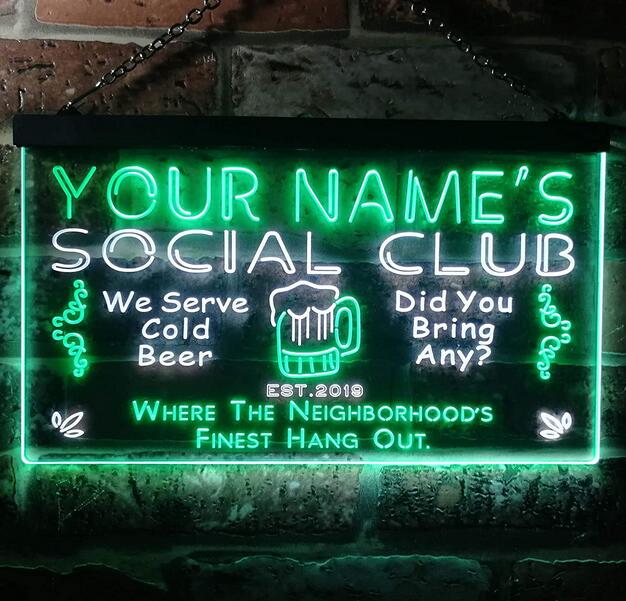 YOUR NAME'S
SOCIAL CLUB
We Serve
Cold
Beer
Did You
Bring
Any?
EST.2019
WHERE THE NEIGHBORHOOD'S
FINEST HANG OUT.